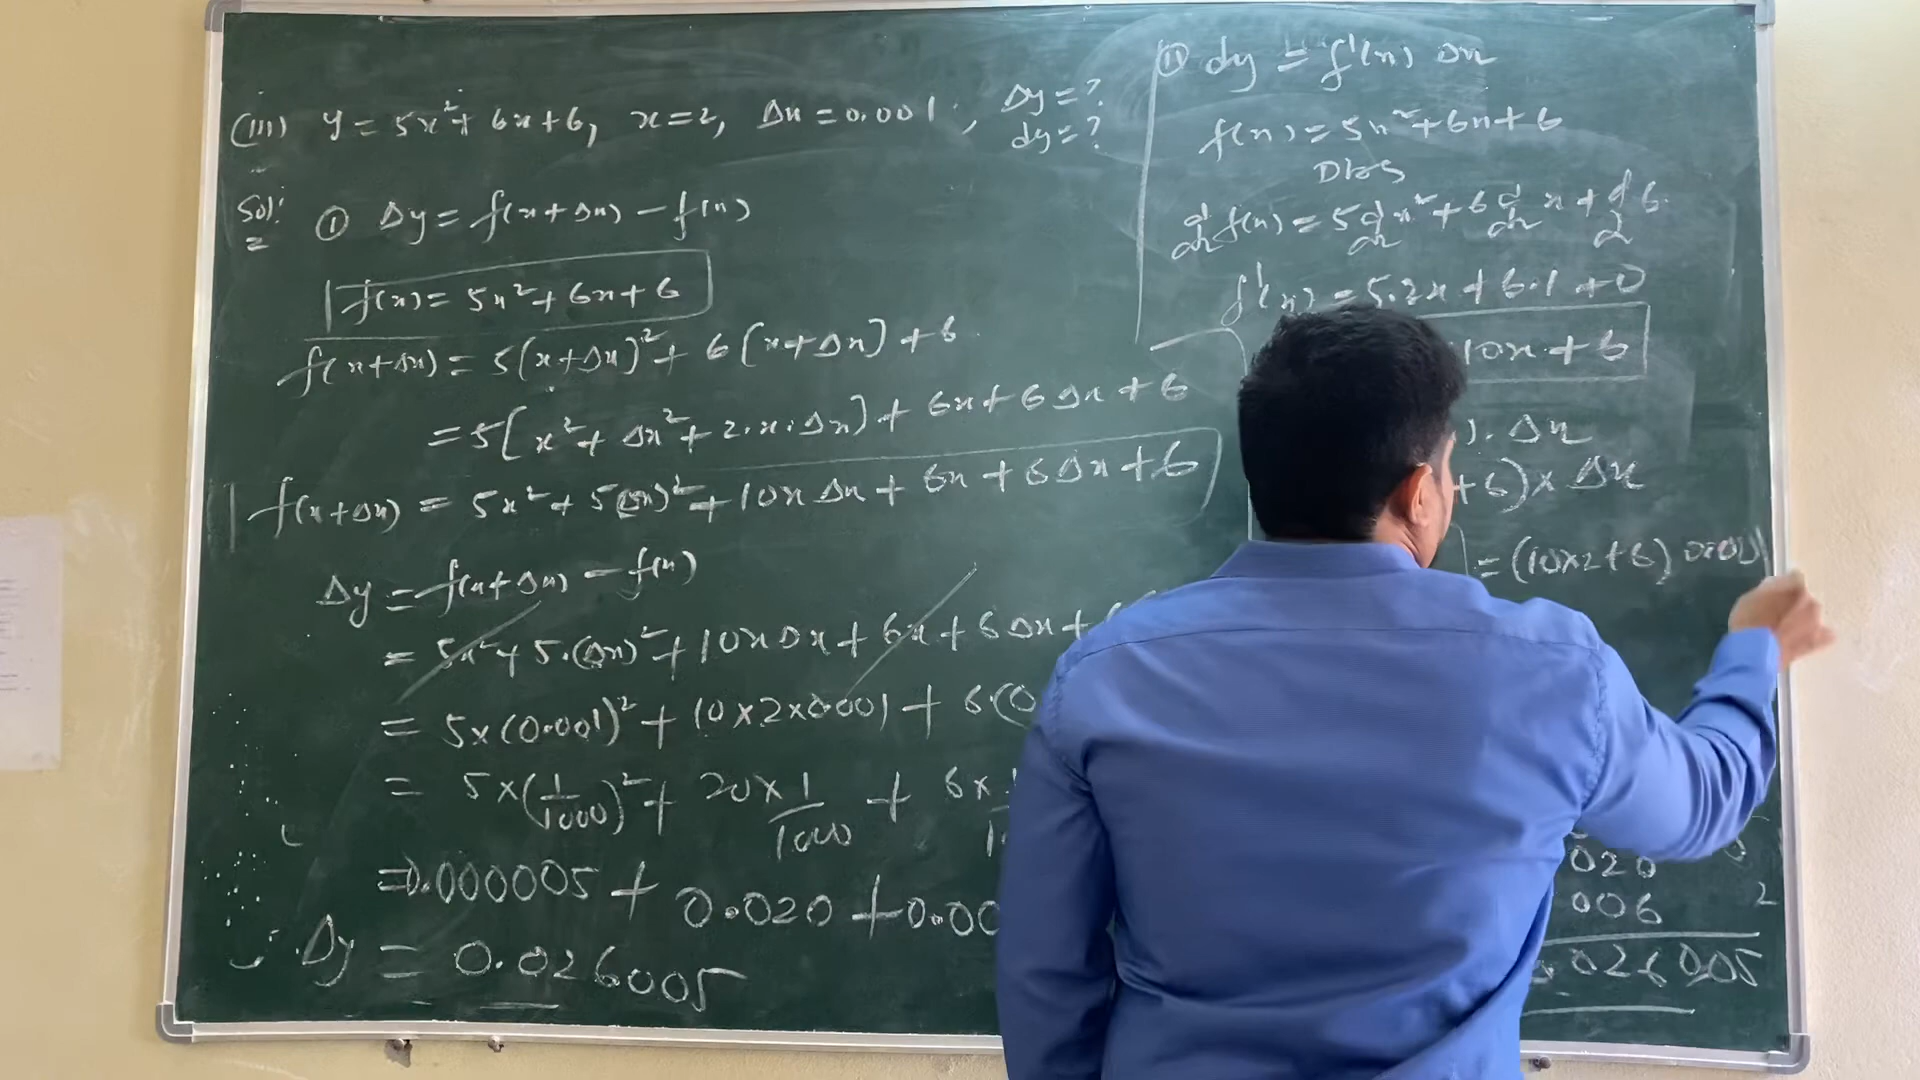 (III) y = 5x² + 6x + 6, x = 2, Δx = 0.001, Δy = ?
dy = ?
Sol:
① Δy = f(x+Δx) − f(x)
f(x) = 5x² + 6x + 6
f(x+Δx) = 5(x+Δx)² + 6[x+Δx] + 6
= 5[x² + Δx² + 2.x.Δx] + 6x + 6Δx + 6
f(x+Δx) = 5x² + 5(Δx)² + 10xΔx + 6x + 6Δx + 6
Δy = f(x+Δx) − f(x)
= 5x² + 5.(Δx)² + 10xΔx + 6x + 6Δx +
= 5×(0.001)² + 10×2×0.001 + 6.(0
= 5×(1/1000)² + 20×1/1000 + 6×
= 0.000005 + 0.020 + 0.00
Δy = 0.026005
② dy = f'(x) Δx
f(x) = 5x² + 6x + 6
Dbs
d/dx f(x) = 5 d/dx x² + 6 d/dx x + d/d 6
f'(x) = 5.2x + 6.1 + 0
10x + 6
). Δx
+6) × Δx
= (10×2+6) 0.001
020
006
.026005